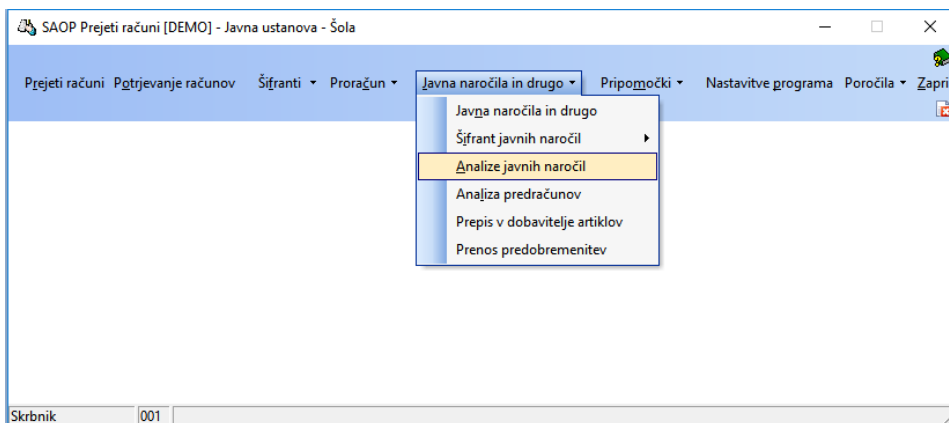 SAOP Prejeti računi [DEMO] - Javna ustanova - Šola
Prejeti računi Potrjevanje računov Šifranti Proračun Javna naročila in drugo Pripomočki Nastavitve programa Poročila Zapri
Javna naročila in drugo
Šifrant javnih naročil
Analize javnih naročil
Analiza predračunov
Prepis v dobavitelje artiklov
Prenos predobremenitev
Skrbnik 001